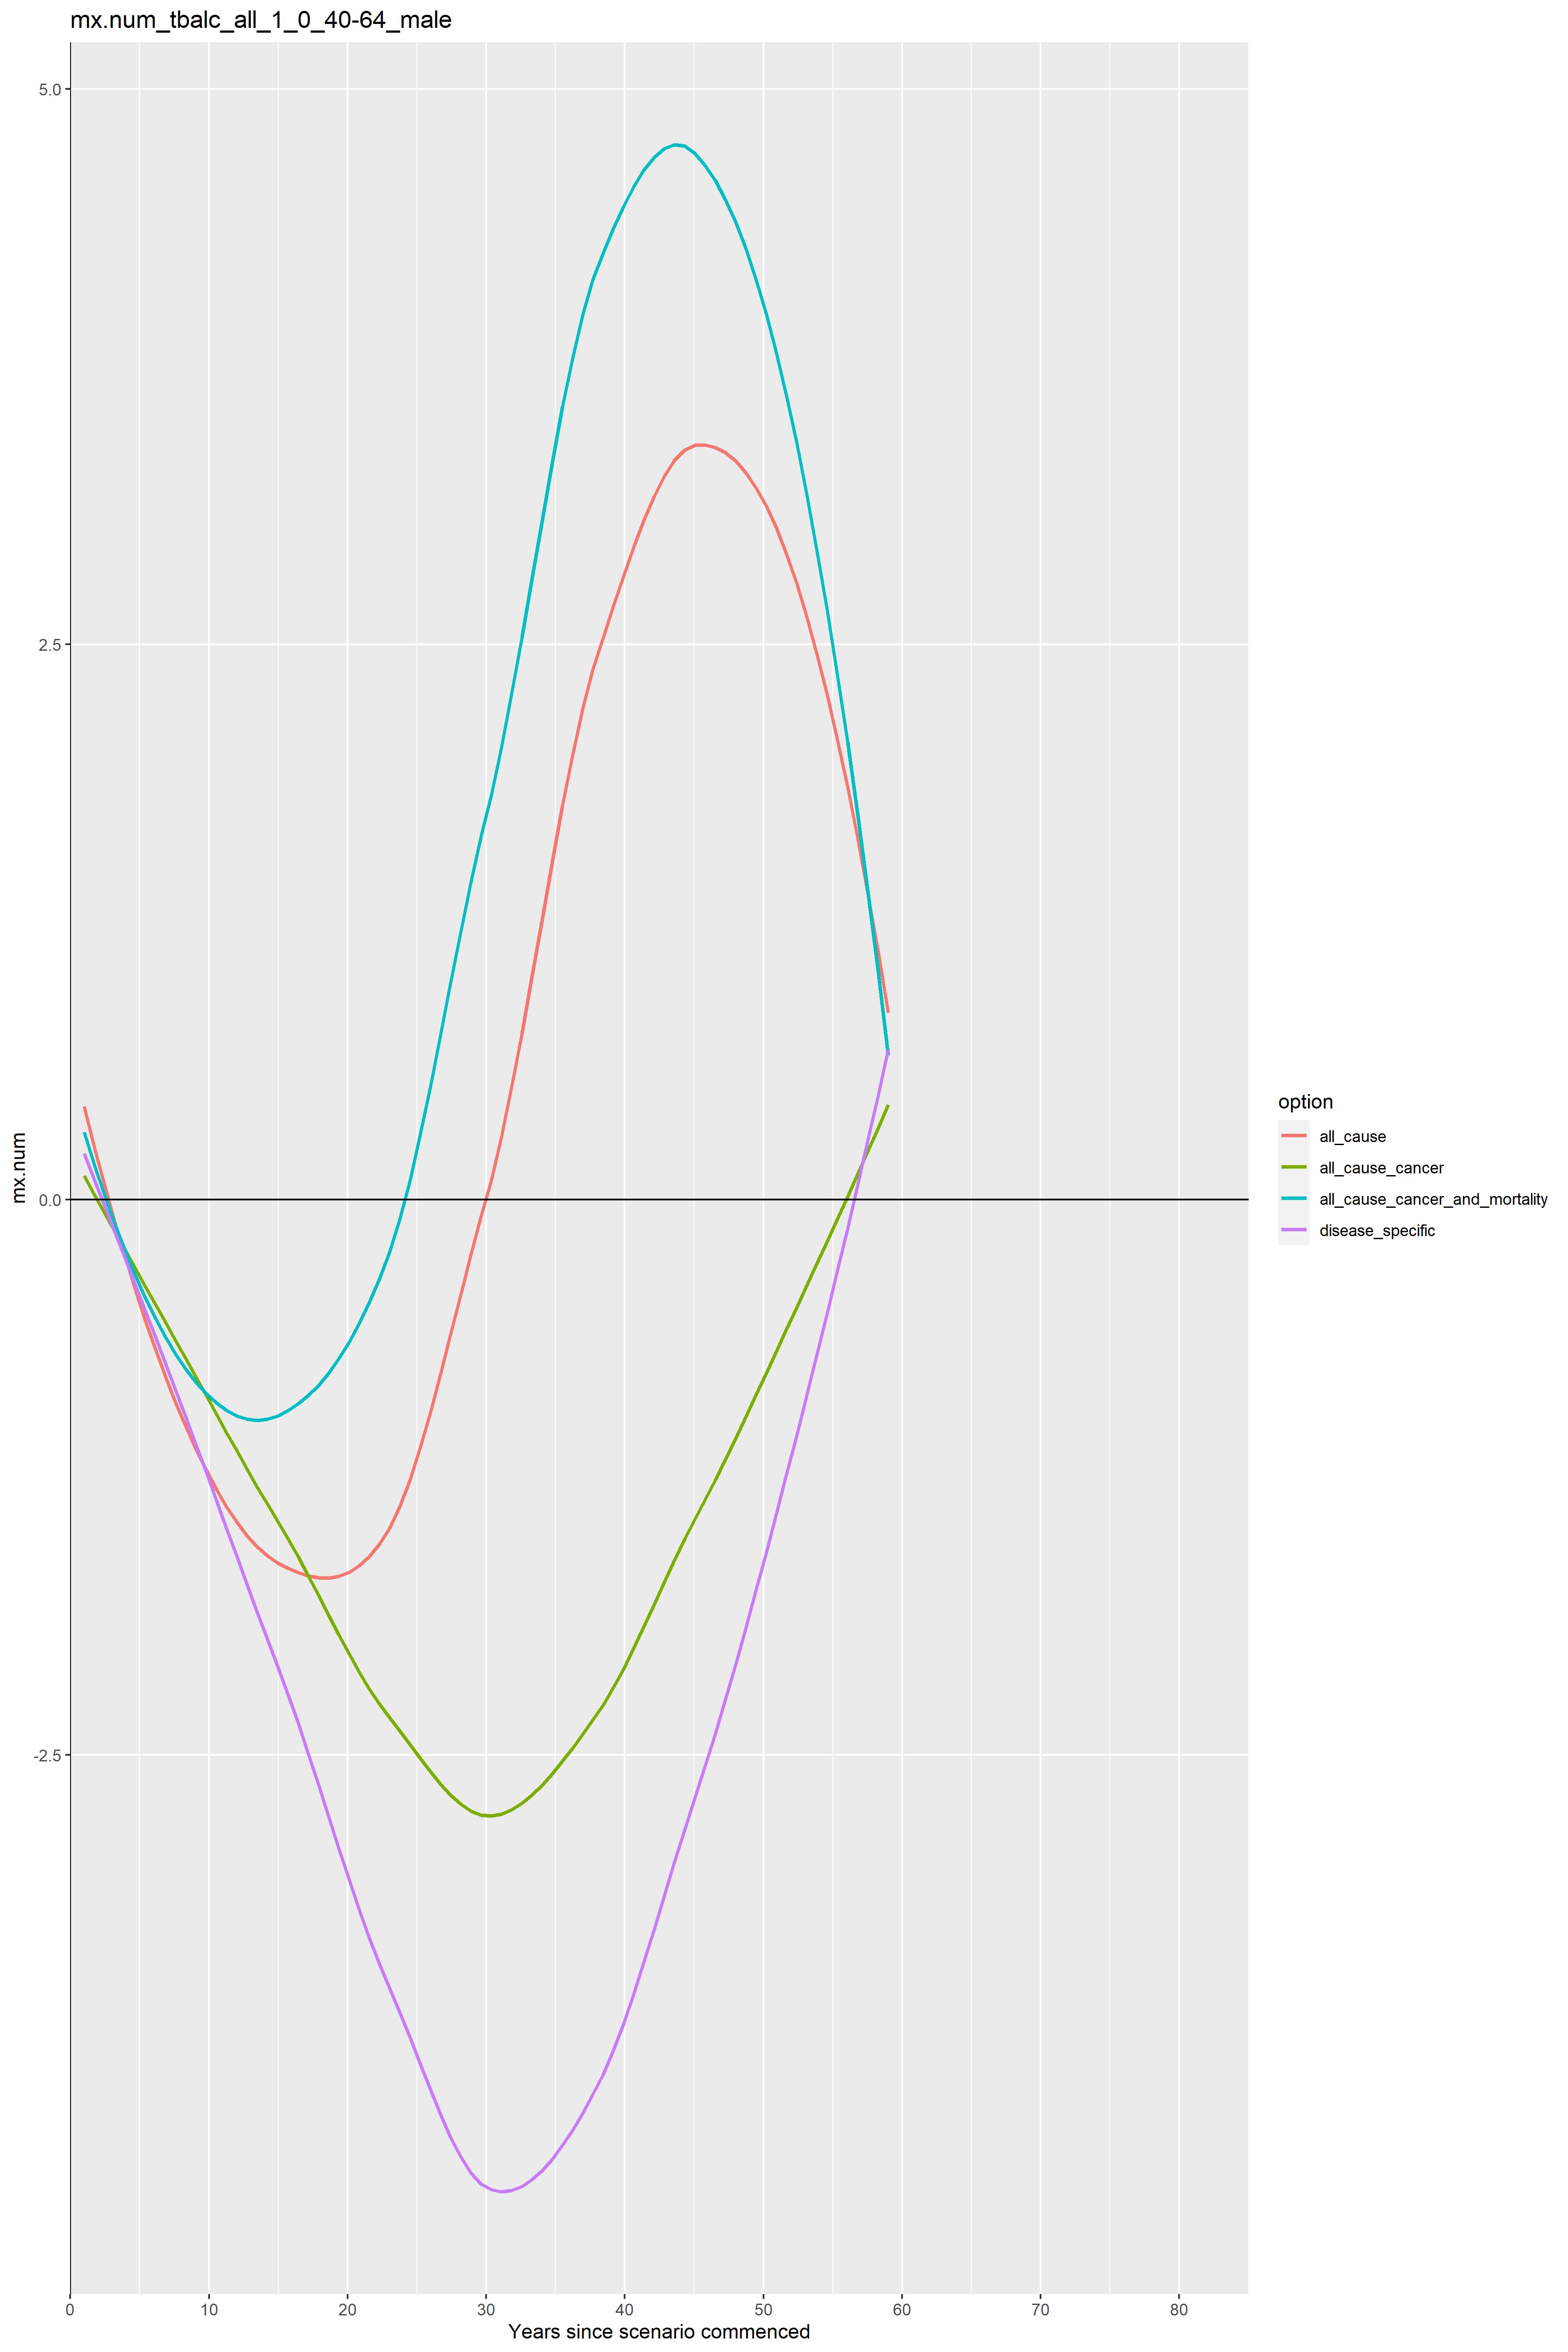 mx.num_tbalc_all_1_0_40-64_male
5.0
2.5
0.0
-2.5
mx.num
0 10 20 30 40 50 60 70 80
Years since scenario commenced
option
all_cause
all_cause_cancer
all_cause_cancer_and_mortality
disease_specific